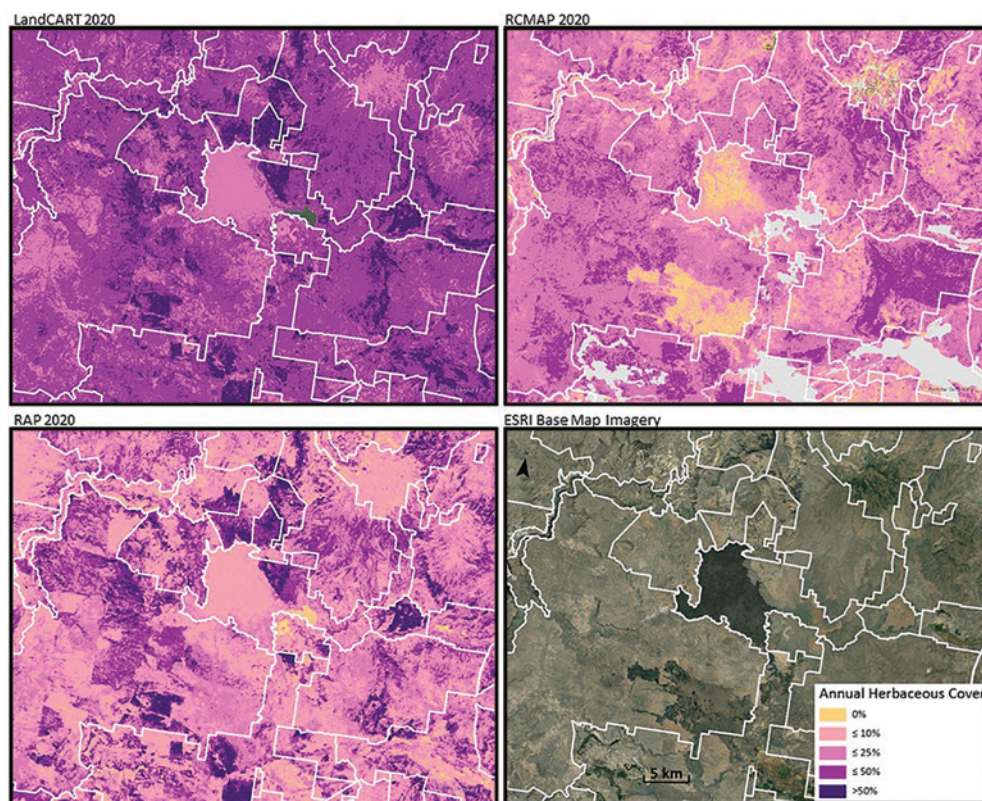 LandCART 2020
RCMAP 2020
RAP 2020
ESRI Base Map Imagery
Annual Herbaceous Cover
0%
≤ 10%
≤ 25%
≤ 50%
>50%
5 km